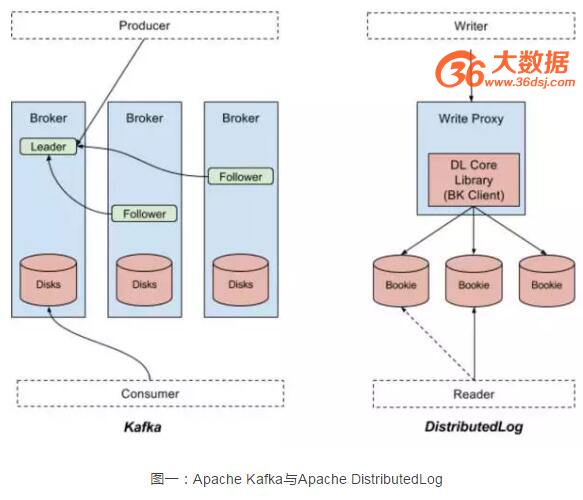 Producer
Broker
Broker
Broker
Leader
Follower
Follower
Disks
Disks
Disks
Consumer
Kafka
Writer
36大数据
www.36dsj.com
Write Proxy
DL Core
Library
(BK Client)
Bookie
Bookie
Bookie
Reader
DistributedLog
图一：Apache Kafka与Apache DistributedLog